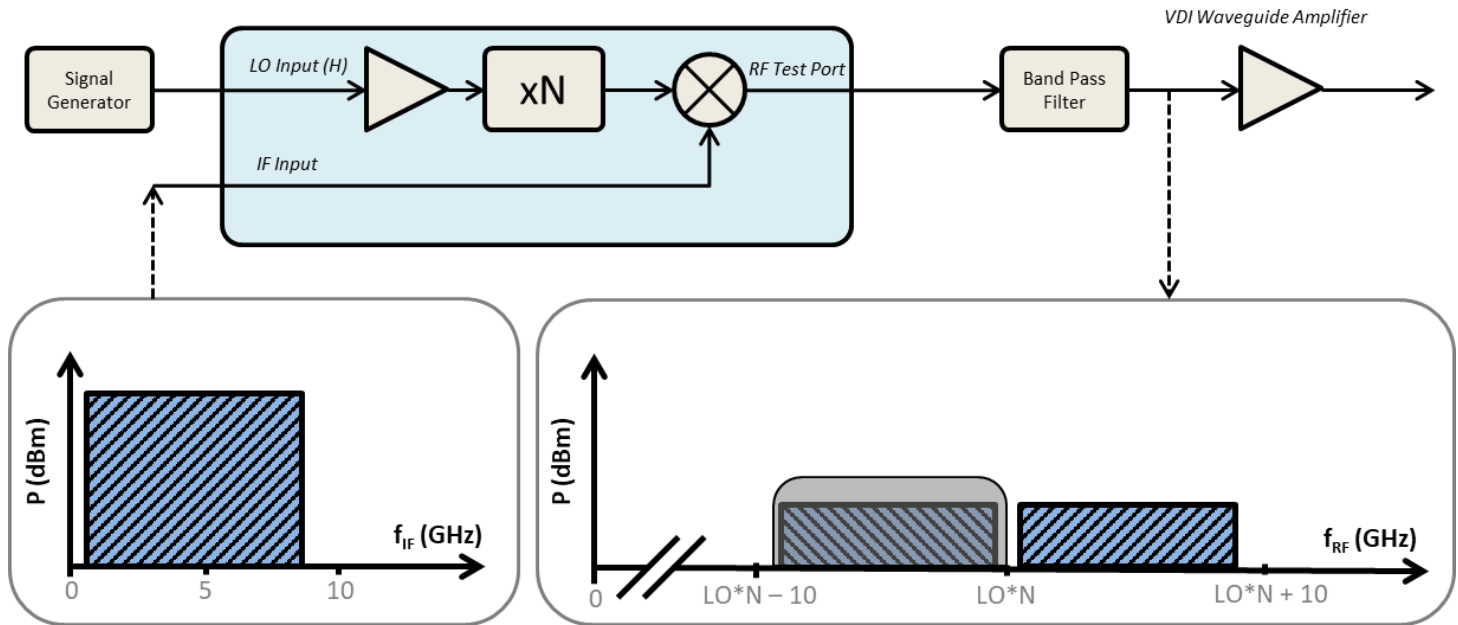 VDI Waveguide Amplifier
Signal
Generator
LO Input (H)
xN
RF Test Port
Band Pass
Filter
IF Input
P (dBm)
f_IF (GHz)
0
5
10
P (dBm)
f_RF (GHz)
0
LO*N – 10
LO*N
LO*N + 10